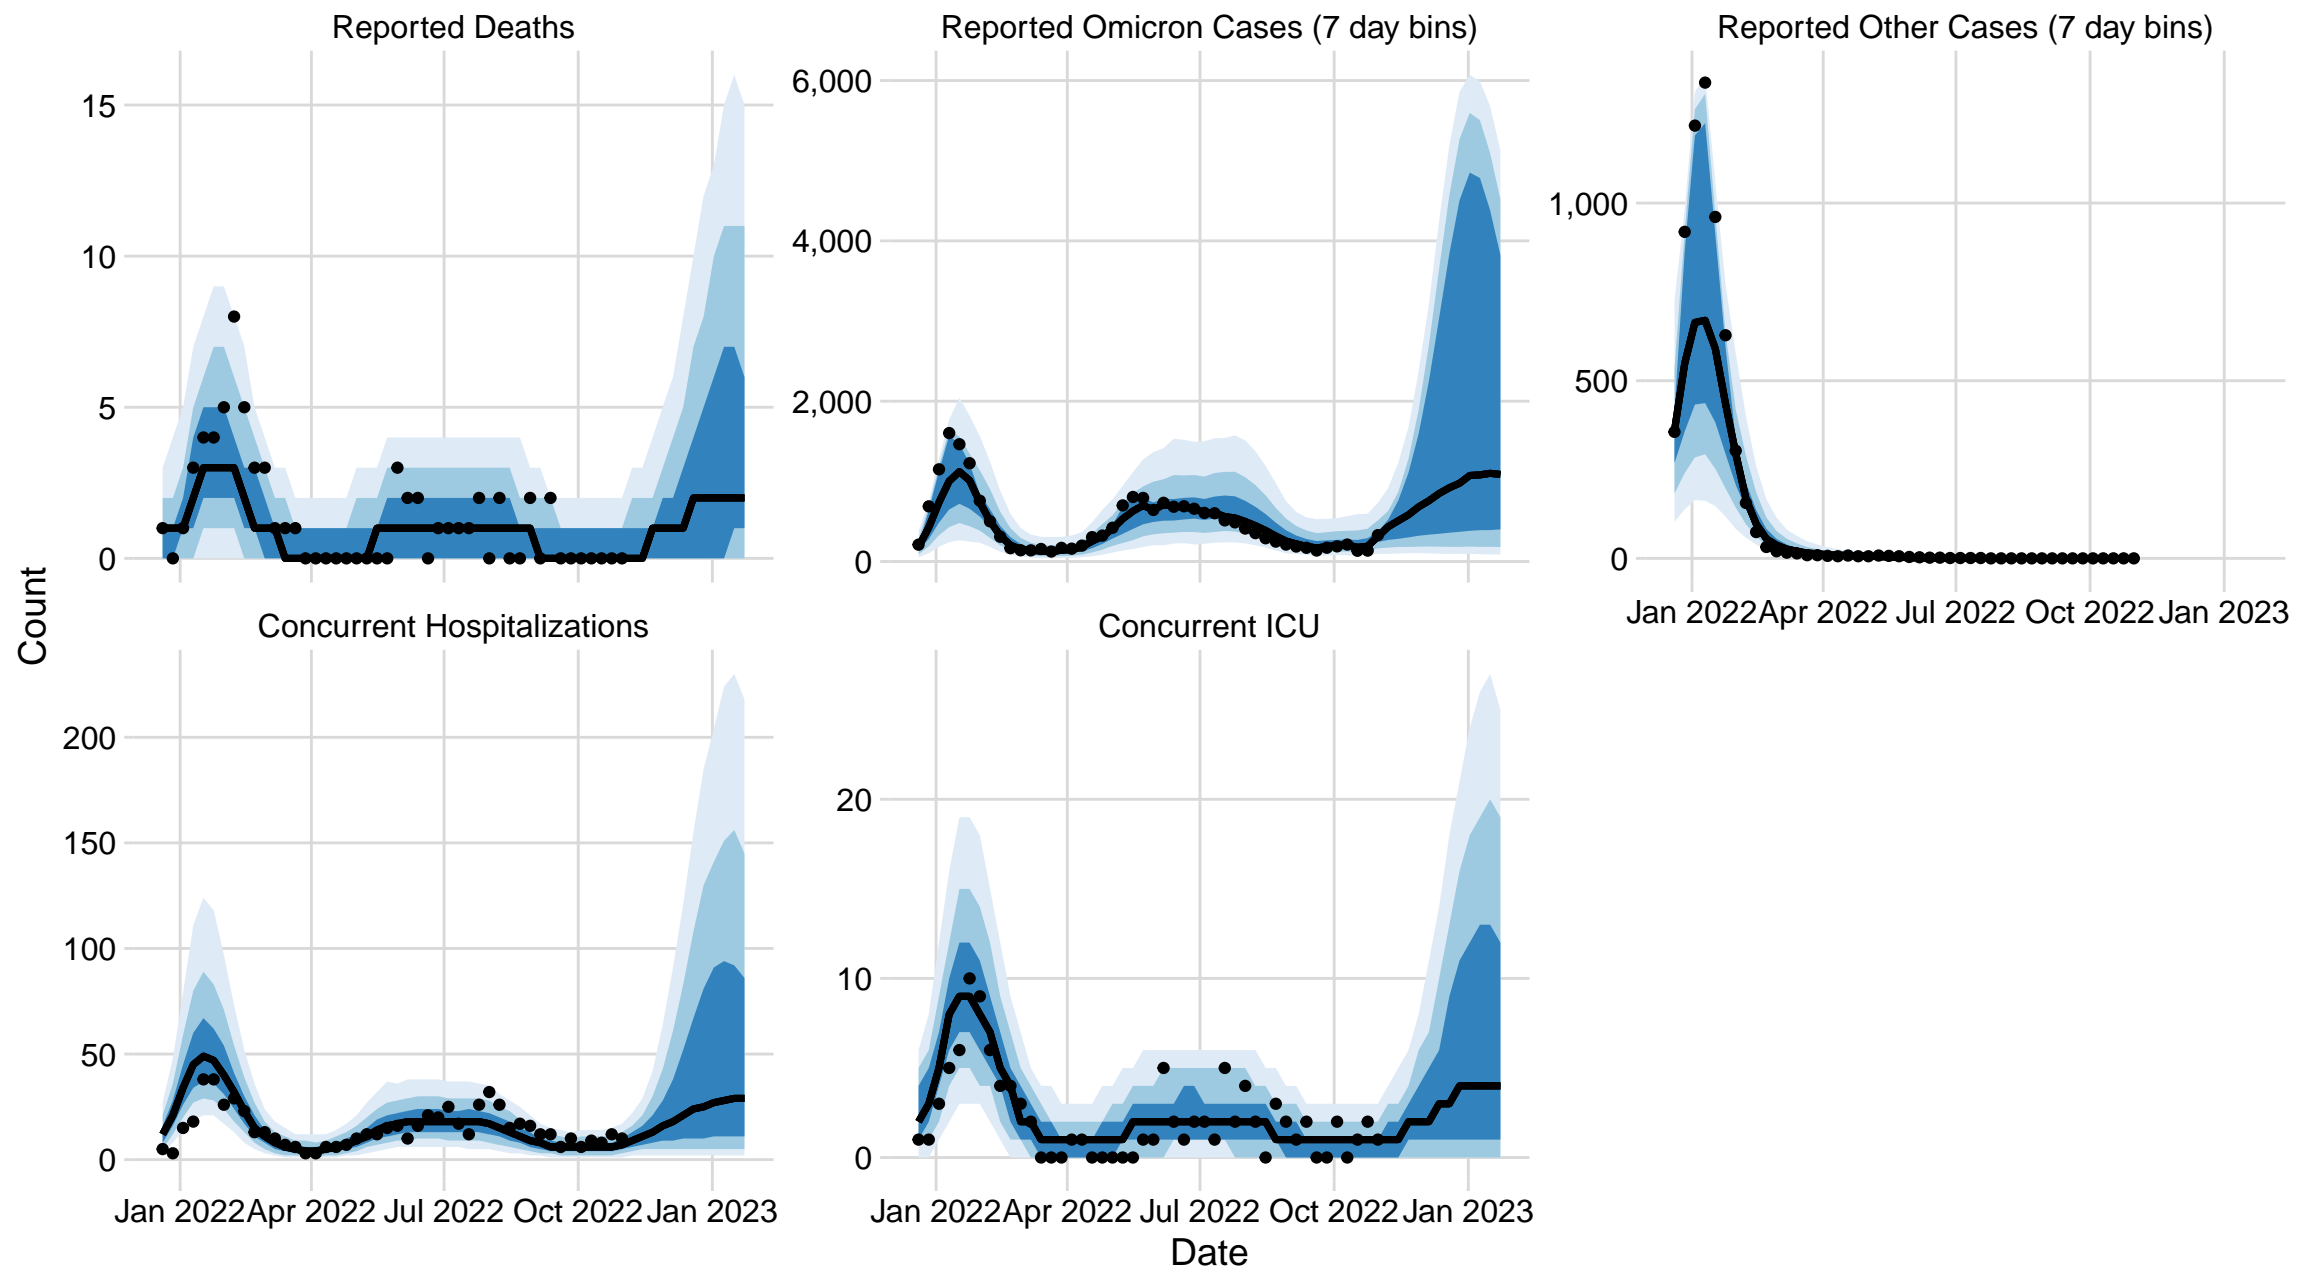 Reported Deaths
Reported Omicron Cases (7 day bins)
Reported Other Cases (7 day bins)
15
10
5
0
6,000
4,000
2,000
0
1,000
500
0
Jan 2022 Apr 2022 Jul 2022 Oct 2022 Jan 2023
Count
Concurrent Hospitalizations
Concurrent ICU
200
150
100
50
0
20
10
0
Jan 2022 Apr 2022 Jul 2022 Oct 2022 Jan 2023
Jan 2022 Apr 2022 Jul 2022 Oct 2022 Jan 2023
Date